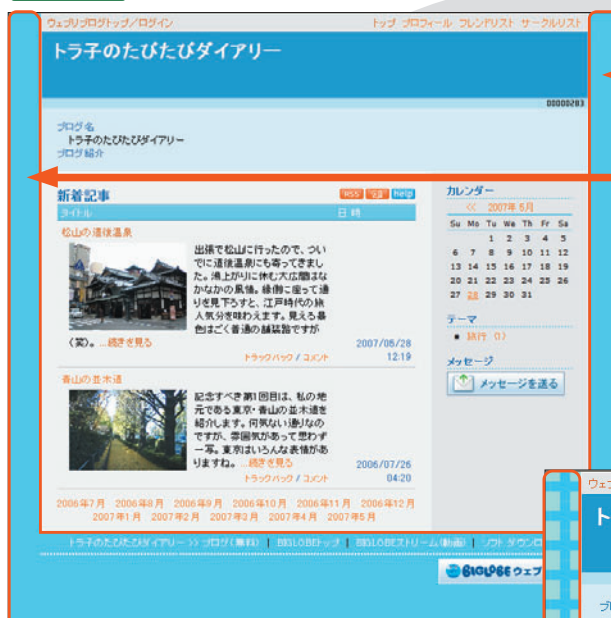 ウェブリブログトップ/ログイン
トップ プロフィール フレンドリスト サークルリスト
トラ子のたびたびダイアリー
00000283
ブログ名
トラ子のたびたびダイアリー
ブログ紹介
新着記事
RSS
help
タイトル
日 時
松山の道後温泉
出張で松山に行ったので、つい
でに道後温泉にも寄ってきまし
た。湯上がりに休む大広間はな
かなかの風情。縁側に座って通
りを見下ろすと、江戸時代の旅
人気分を味わえます。見える景
色はごく普通の舗装路ですが
(笑)。...続きを見る
2007/05/28
12:19
トラックバック / コメント
青山の並木道
記念すべき第1回目は、私の地
元である東京・青山の並木道を
紹介します。何気ない通りなの
ですが、雰囲気があって思わず
一写。東京はいろんな表情があ
りますね。...続きを見る
2006/07/26
04:20
トラックバック / コメント
2006年7月 2006年8月 2006年9月 2006年10月 2006年11月 2006年12月
2007年1月 2007年2月 2007年3月 2007年4月 2007年5月
カレンダー
<< 2007年 5月
Su Mo Tu We Th Fr Sa
1 2 3 4 5
6 7 8 9 10 11 12
13 14 15 16 17 18 19
20 21 22 23 24 25 26
27 28 29 30 31
テーマ
旅行 (1)
メッセージ
メッセージを送る
トラ子のたびたびダイアリー >> ブログ(無料) | BIGLOBEトップ | BIGLOBEストリーム(動画) | ソフト ダウンロ
BIGLOBE ウェブ
ウェブ
ト
ブ